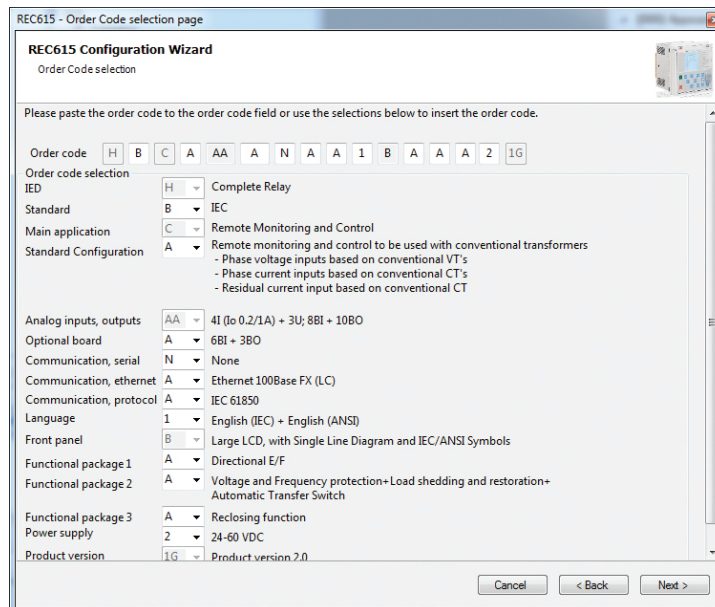 REC615 - Order Code selection page
REC615 Configuration Wizard
Order Code selection
Please paste the order code to the order code field or use the selections below to insert the order code.
Order code H B C A AA A N A A 1 B A A A 2 1G
Order code selection
IED H Complete Relay
Standard B IEC
Main application C Remote Monitoring and Control
Standard Configuration A Remote monitoring and control to be used with conventional transformers
- Phase voltage inputs based on conventional VT's
- Phase current inputs based on conventional CT's
- Residual current input based on conventional CT
Analog inputs, outputs AA 4I (Io 0.2/1A) + 3U; 8BI + 10BO
Optional board A 6BI + 3BO
Communication, serial N None
Communication, ethernet A Ethernet 100Base FX (LC)
Communication, protocol A IEC 61850
Language 1 English (IEC) + English (ANSI)
Front panel B Large LCD, with Single Line Diagram and IEC/ANSI Symbols
Functional package 1 A Directional E/F
Functional package 2 A Voltage and Frequency protection+Load shedding and restoration+
Automatic Transfer Switch
Functional package 3 A Reclosing function
Power supply 2 24-60 VDC
Product version 1G Product version 2.0
Cancel < Back Next >